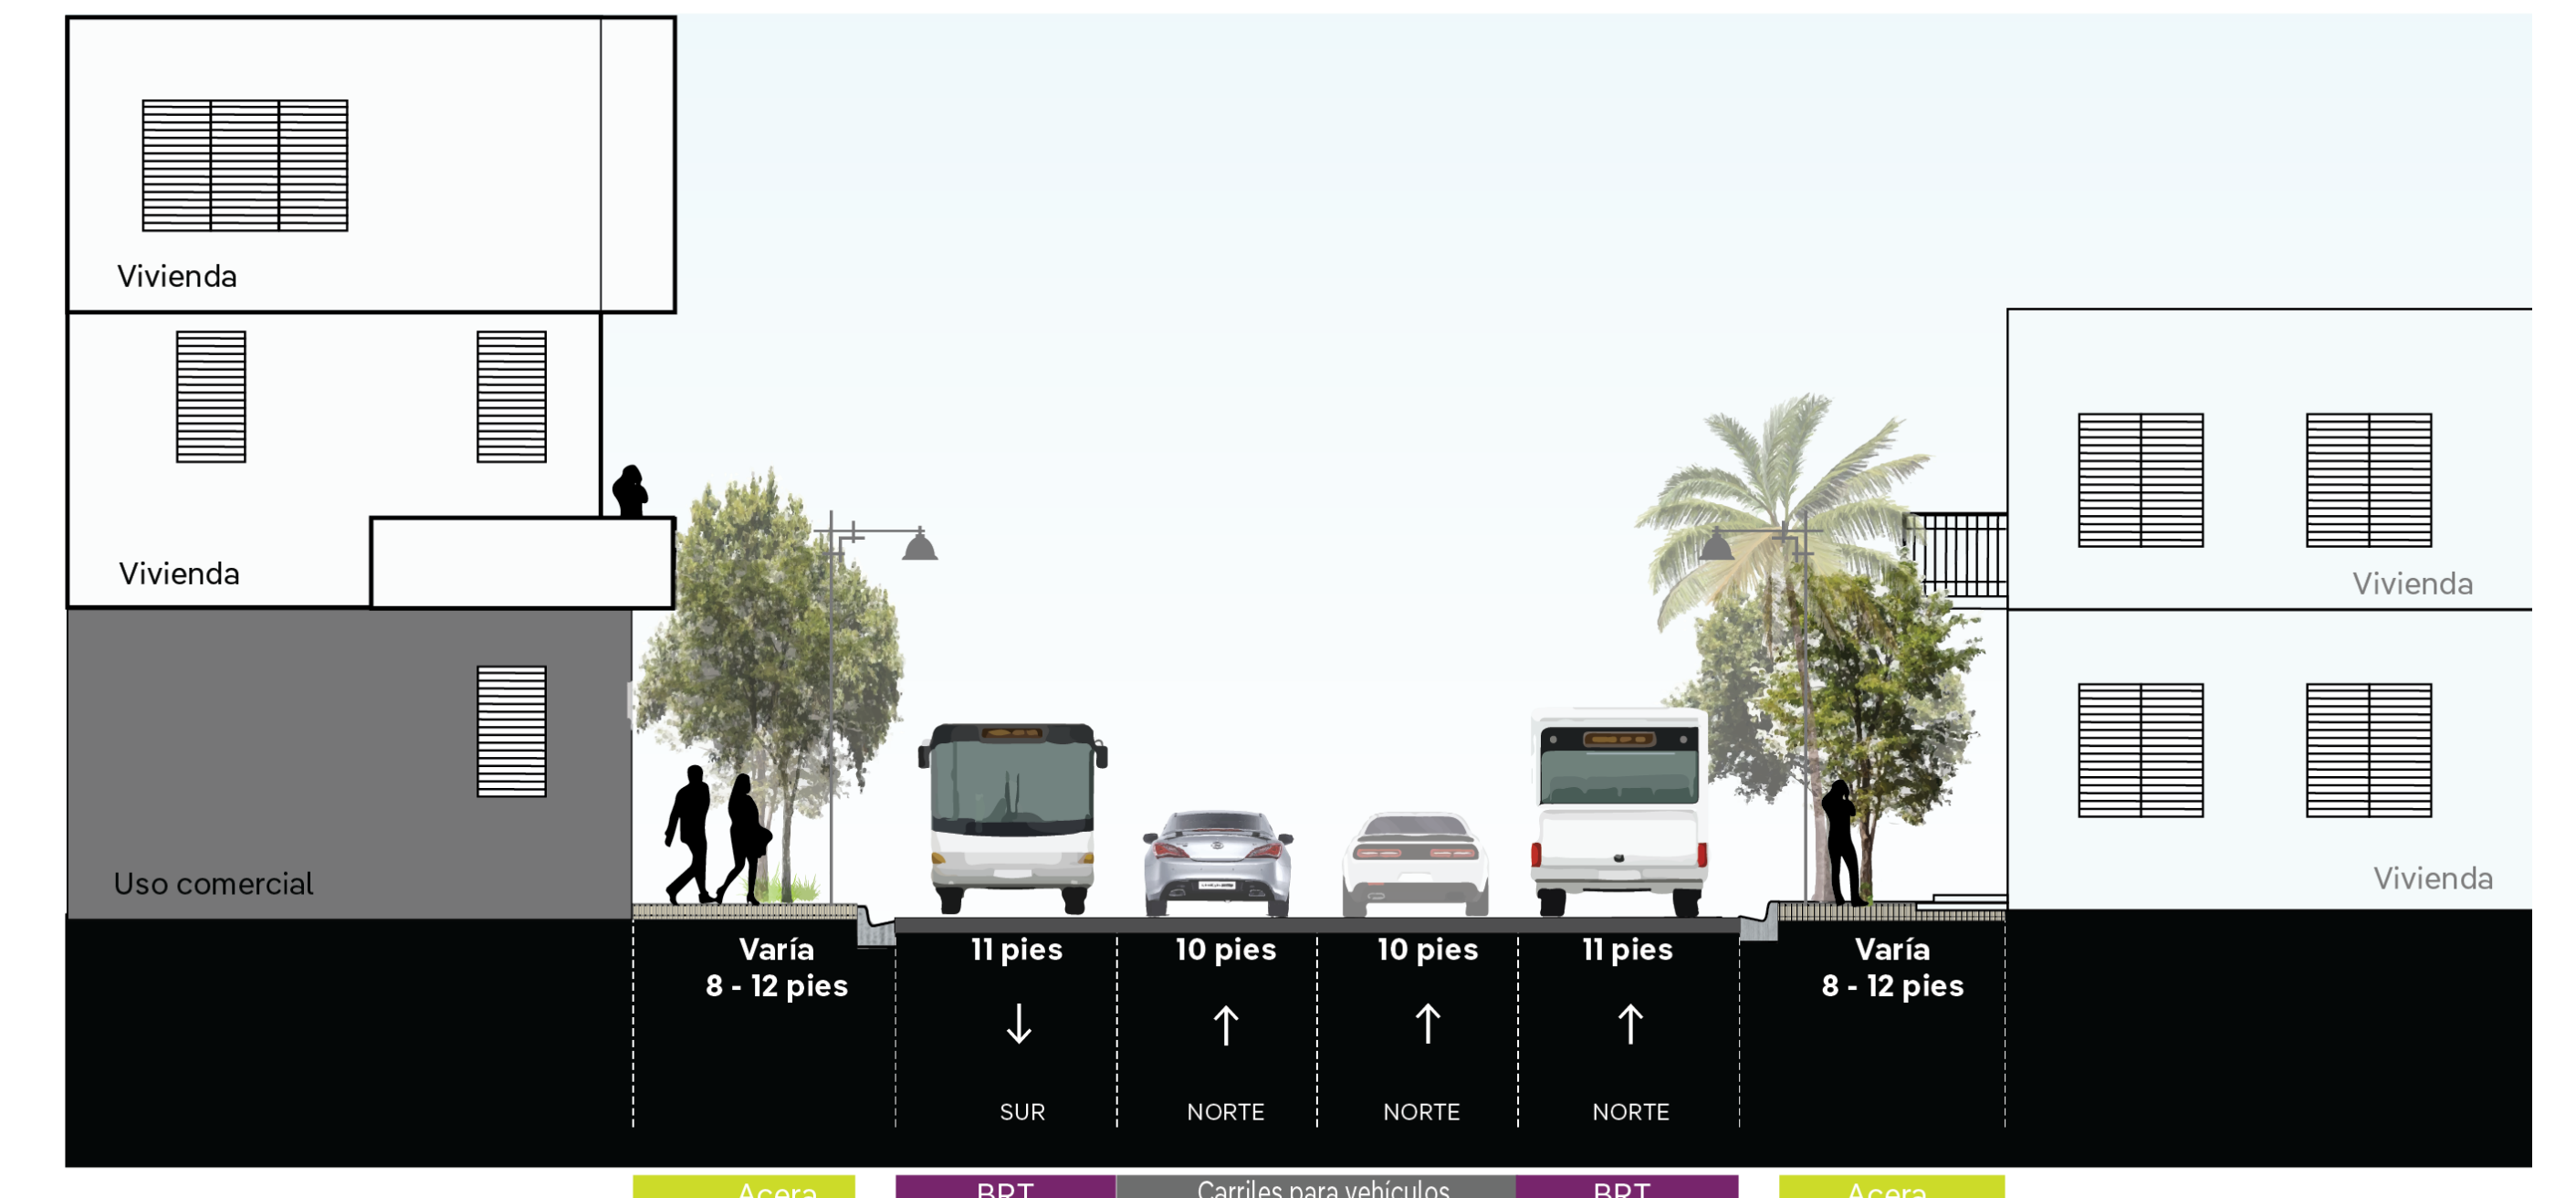 Vivienda
Vivienda
Vivienda
Uso comercial
Vivienda
Varía
8 - 12 pies
11 pies
10 pies
10 pies
11 pies
Varía
8 - 12 pies
SUR
NORTE
NORTE
NORTE
Acera
BRT
Carriles para vehículos
BRT
Acera